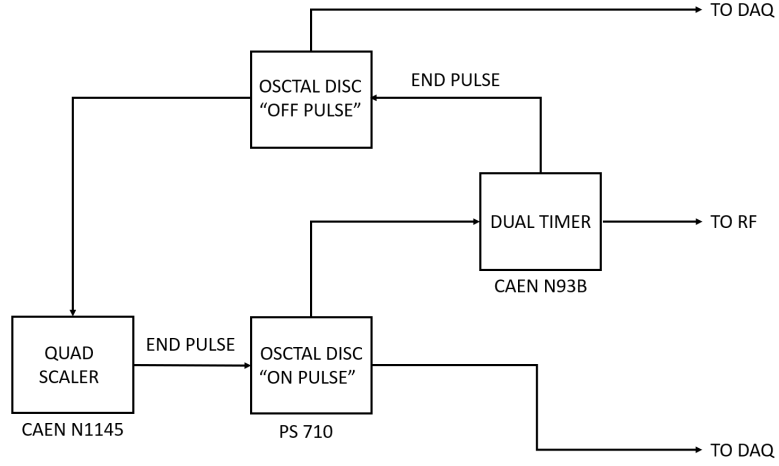 TO DAQ
OSCTAL DISC
“OFF PULSE”
END PULSE
DUAL TIMER
TO RF
CAEN N93B
QUAD
SCALER
END PULSE
OSCTAL DISC
“ON PULSE”
CAEN N1145
PS 710
TO DAQ